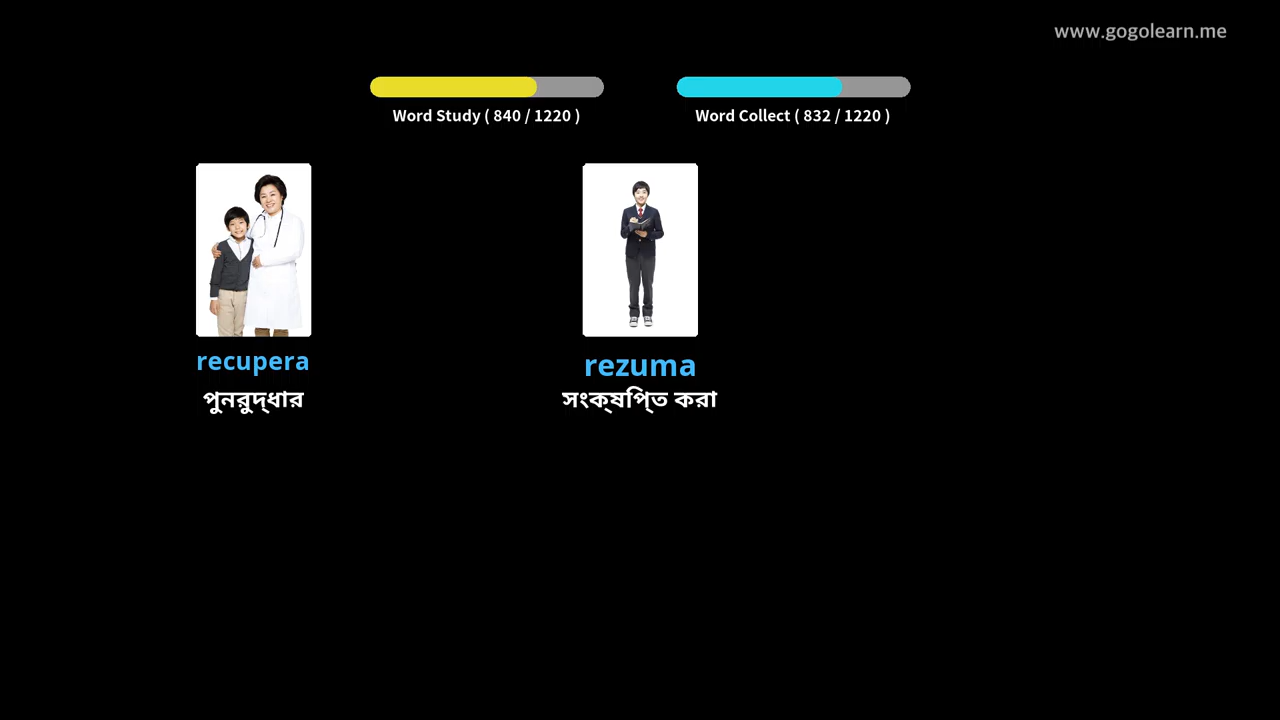 www.gogolearn.me
Word Study ( 840 / 1220 )
Word Collect ( 832 / 1220 )
recupera
rezuma
পুনরুদ্ধার
সংক্ষিপ্ত করা